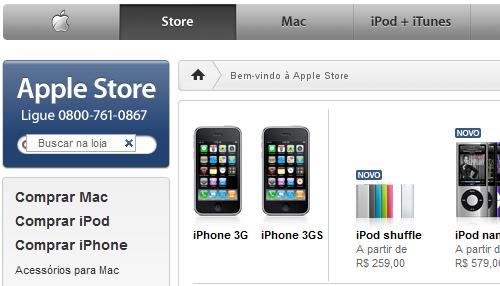 Store Mac iPod + iTunes
Apple Store
Ligue 0800-761-0867
Buscar na loja
Comprar Mac
Comprar iPod
Comprar iPhone
Acessórios para Mac
Bem-vindo à Apple Store
iPhone 3G iPhone 3GS
NOVO
iPod shuffle
A partir de
R$ 259,00
NOVO
iPod nan
A partir
R$ 579,0